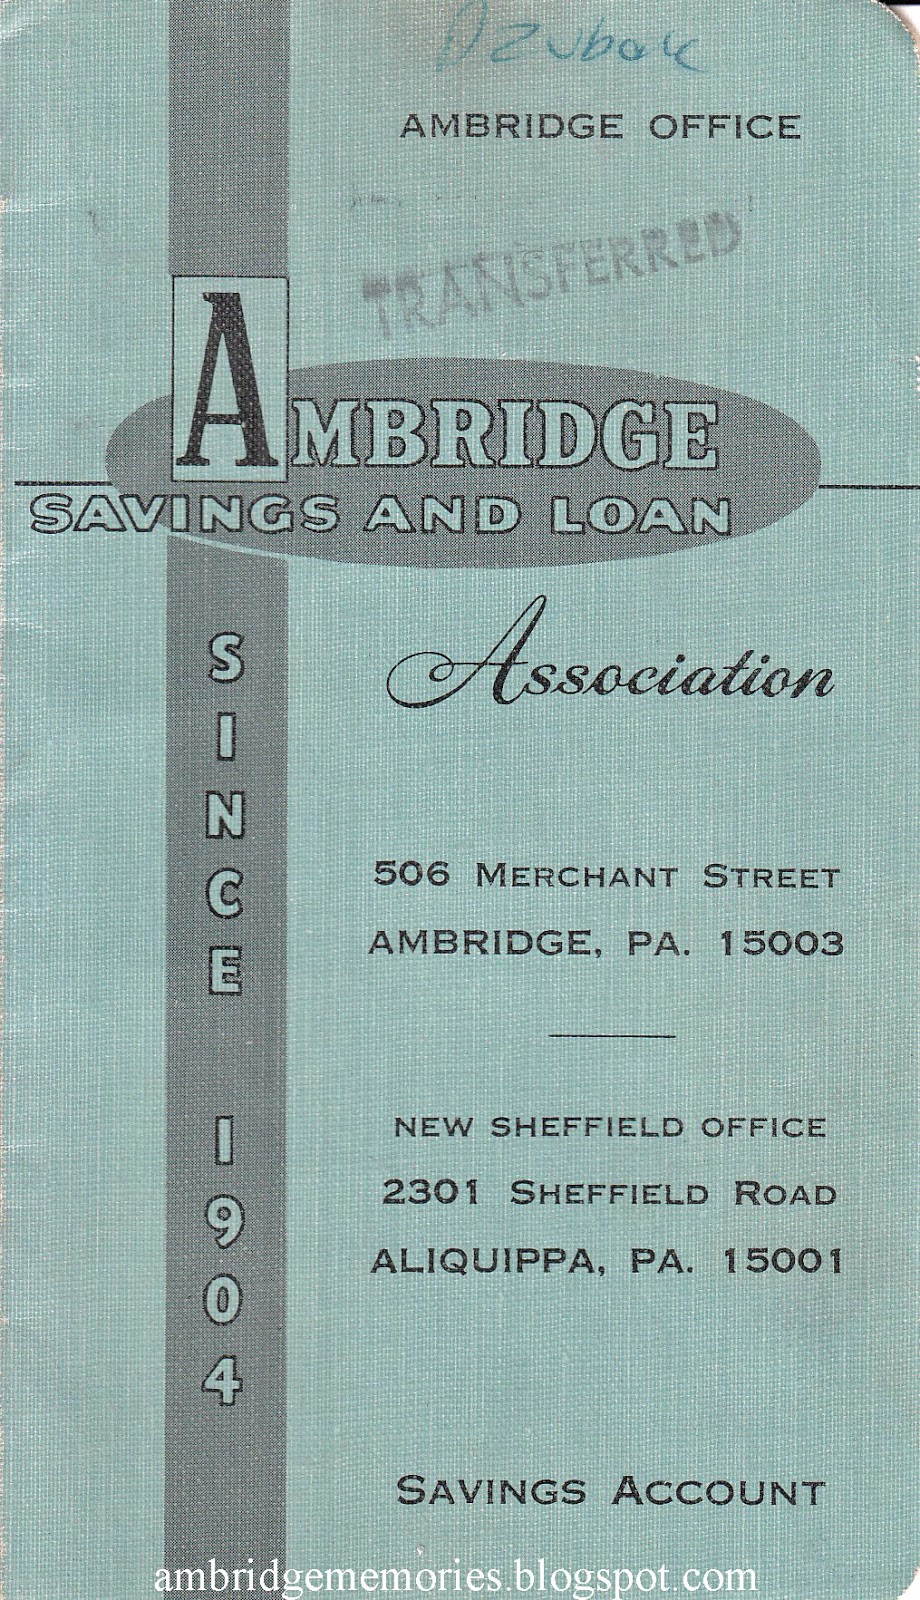 AMBRIDGE OFFICE
TRANSFERRED
AMBRIDGE
SAVINGS AND LOAN
Association
SINCE 1904
506 MERCHANT STREET
AMBRIDGE, PA. 15003
NEW SHEFFIELD OFFICE
2301 SHEFFIELD ROAD
ALIQUIPPA, PA. 15001
SAVINGS ACCOUNT
ambridgememories.blogspot.com